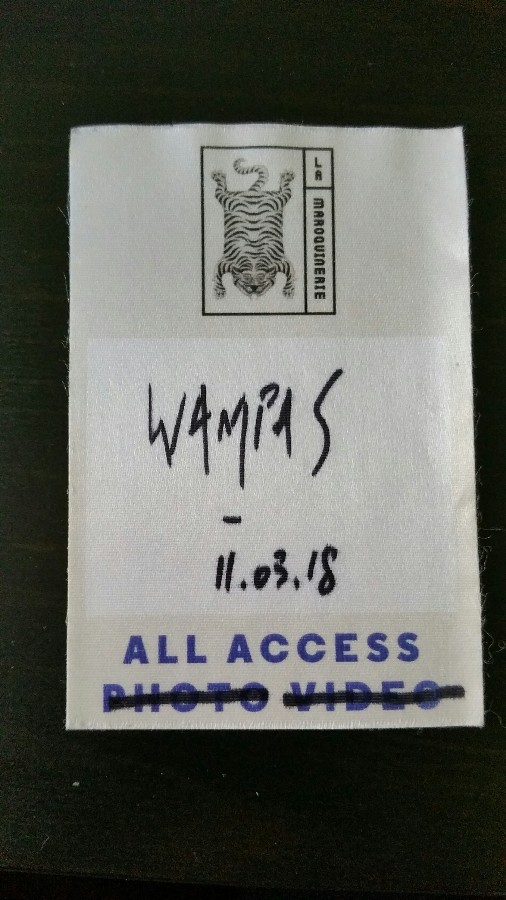 LA MAROQUINERIE
WAMPAS
-
11.03.18
ALL ACCESS
PHOTO VIDEO